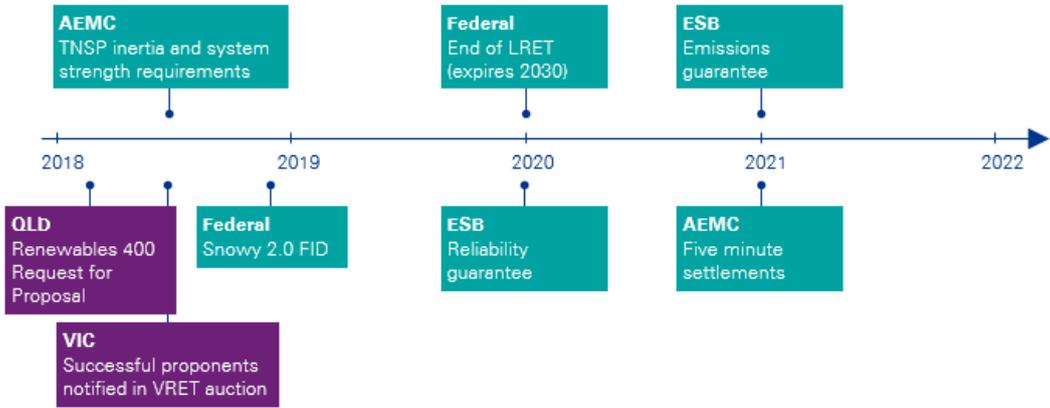 AEMC
TNSP inertia and system
strength requirements
Federal
End of LRET
(expires 2030)
ESB
Emissions
guarantee
2018
2019
2020
2021
2022
QLD
Renewables 400
Request for
Proposal
Federal
Snowy 2.0 FID
ESB
Reliability
guarantee
AEMC
Five minute
settlements
VIC
Successful proponents
notified in VRET auction